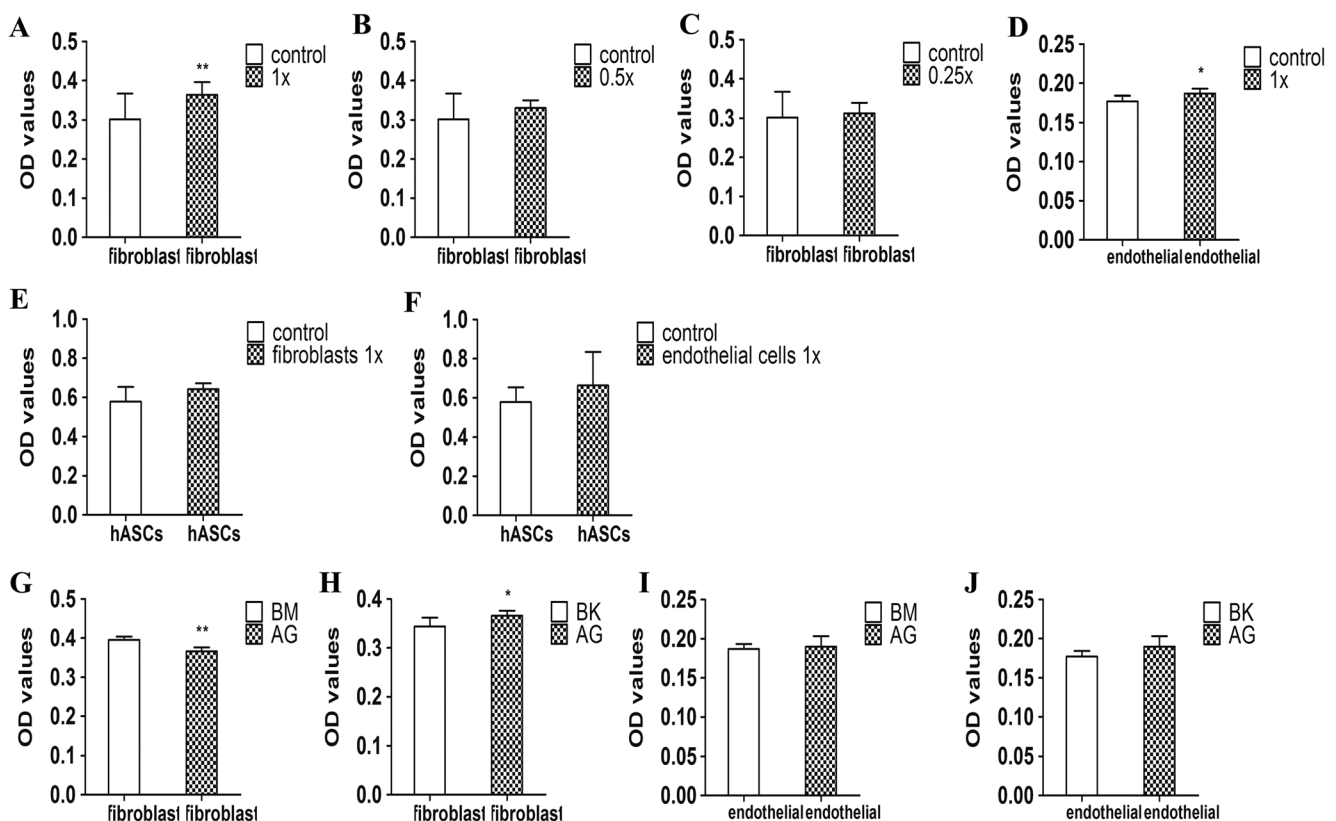 A
OD values
0.5
0.4
0.3
0.2
0.1
0.0
**
control
1x
fibroblast fibroblast
B
OD values
0.5
0.4
0.3
0.2
0.1
0.0
control
0.5x
fibroblast fibroblast
C
OD values
0.5
0.4
0.3
0.2
0.1
0.0
control
0.25x
fibroblast fibroblast
D
OD values
0.25
0.20
0.15
0.10
0.05
0.00
*
control
1x
endothelial endothelial
E
OD values
1.0
0.8
0.6
0.4
0.2
0.0
control
fibroblasts 1x
hASCs hASCs
F
OD values
1.0
0.8
0.6
0.4
0.2
0.0
control
endothelial cells 1x
hASCs hASCs
G
OD values
0.5
0.4
0.3
0.2
0.1
0.0
**
BM
AG
fibroblast fibroblast
H
OD values
0.4
0.3
0.2
0.1
0.0
*
BK
AG
fibroblast fibroblast
I
OD values
0.25
0.20
0.15
0.10
0.05
0.00
BM
AG
endothelial endothelial
J
OD values
0.25
0.20
0.15
0.10
0.05
0.00
BK
AG
endothelial endothelial